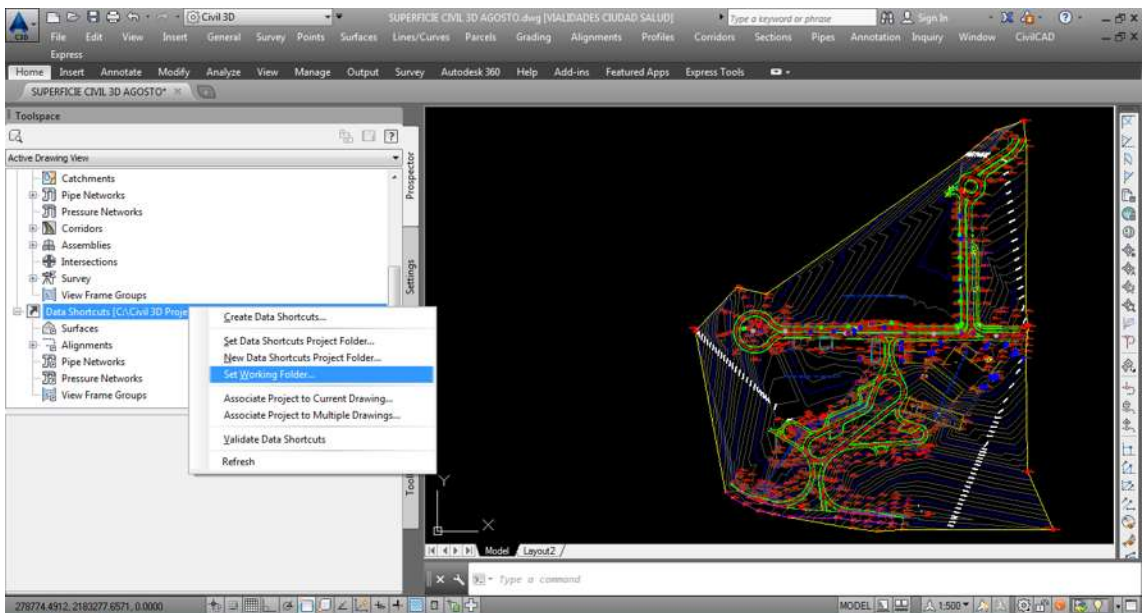 Civil 3D
SUPERFICIE CIVIL 3D AGOSTO.dwg [VIALIDADES CIUDAD SALUD]
Type a keyword or phrase
Sign In
C3D
File Edit View Insert General Survey Points Surfaces Lines/Curves Parcels Grading Alignments Profiles Corridors Sections Pipes Annotation Inquiry Window CivilCAD
Express
Home Insert Annotate Modify Analyze View Manage Output Survey Autodesk 360 Help Add-ins Featured Apps Express Tools
SUPERFICIE CIVIL 3D AGOSTO*
Toolspace
Active Drawing View
Prospector
Settings
Catchments
Pipe Networks
Pressure Networks
Corridors
Assemblies
Intersections
Survey
View Frame Groups
Data Shortcuts [C:\Civil 3D Proje
Surfaces
Alignments
Pipe Networks
Pressure Networks
View Frame Groups
Create Data Shortcuts...
Set Data Shortcuts Project Folder...
New Data Shortcuts Project Folder...
Set Working Folder...
Associate Project to Current Drawing...
Associate Project to Multiple Drawings...
Validate Data Shortcuts
Refresh
Y
X
Model Layout2
Type a command
278774.4912, 2183277.6571, 0.0000
MODEL
1:500